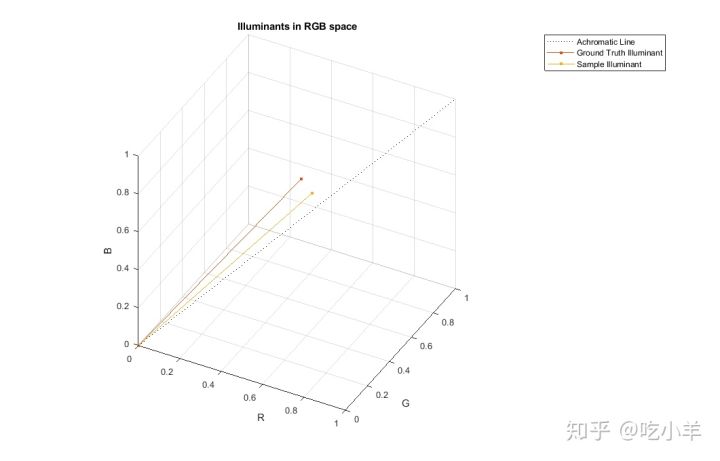 Illuminants in RGB space
Achromatic Line
Ground Truth Illuminant
Sample Illuminant
1
0.8
0.6
0.4
0.2
0
B
0
0.2
0.4
0.6
0.8
1
R
0
0.2
0.4
0.6
0.8
1
G
知乎 @吃小羊